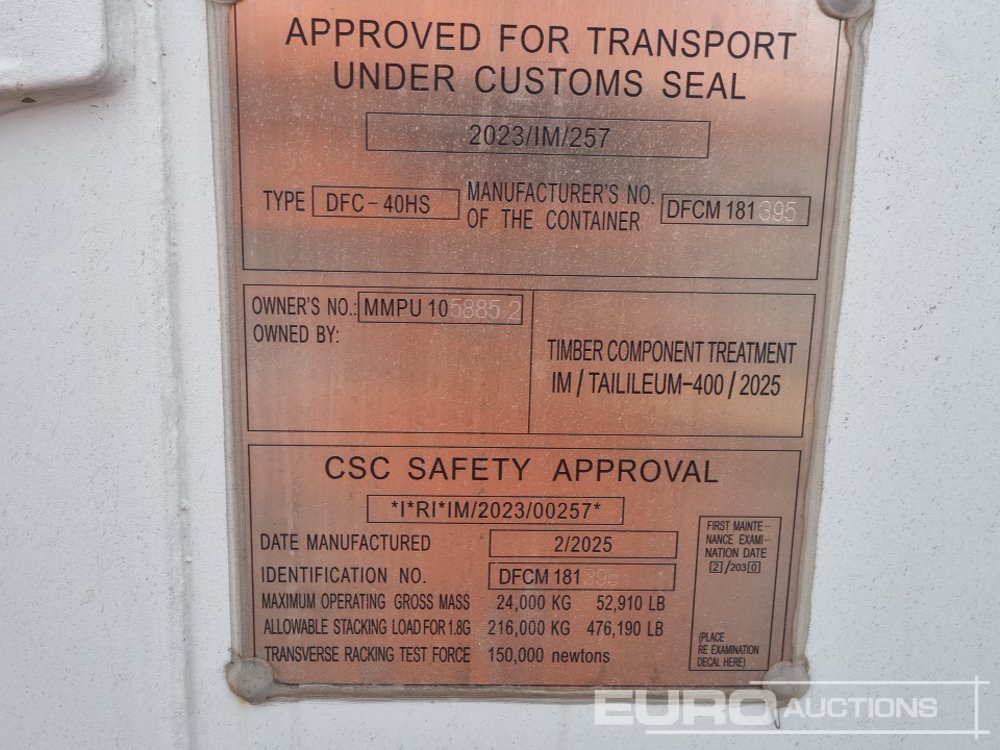 APPROVED FOR TRANSPORT
UNDER CUSTOMS SEAL
2023/IM/257
TYPE DFC-40HS MANUFACTURER'S NO. OF THE CONTAINER DFCM 181395
OWNER'S NO.: MMPU 105885 2
OWNED BY:
TIMBER COMPONENT TREATMENT
IM/TAILILEUM-400/2025
CSC SAFETY APPROVAL
*I*RI*IM/2023/00257*
DATE MANUFACTURED 2/2025
IDENTIFICATION NO. DFCM 181395
MAXIMUM OPERATING GROSS MASS 24,000 KG 52,910 LB
ALLOWABLE STACKING LOAD FOR 1.8G 216,000 KG 476,190 LB
TRANSVERSE RACKING TEST FORCE 150,000 newtons
FIRST MAINTE-
NANCE EXAMI-
NATION DATE
2/2030
(PLACE
RE EXAMINATION
DECAL HERE)
EURO AUCTIONS